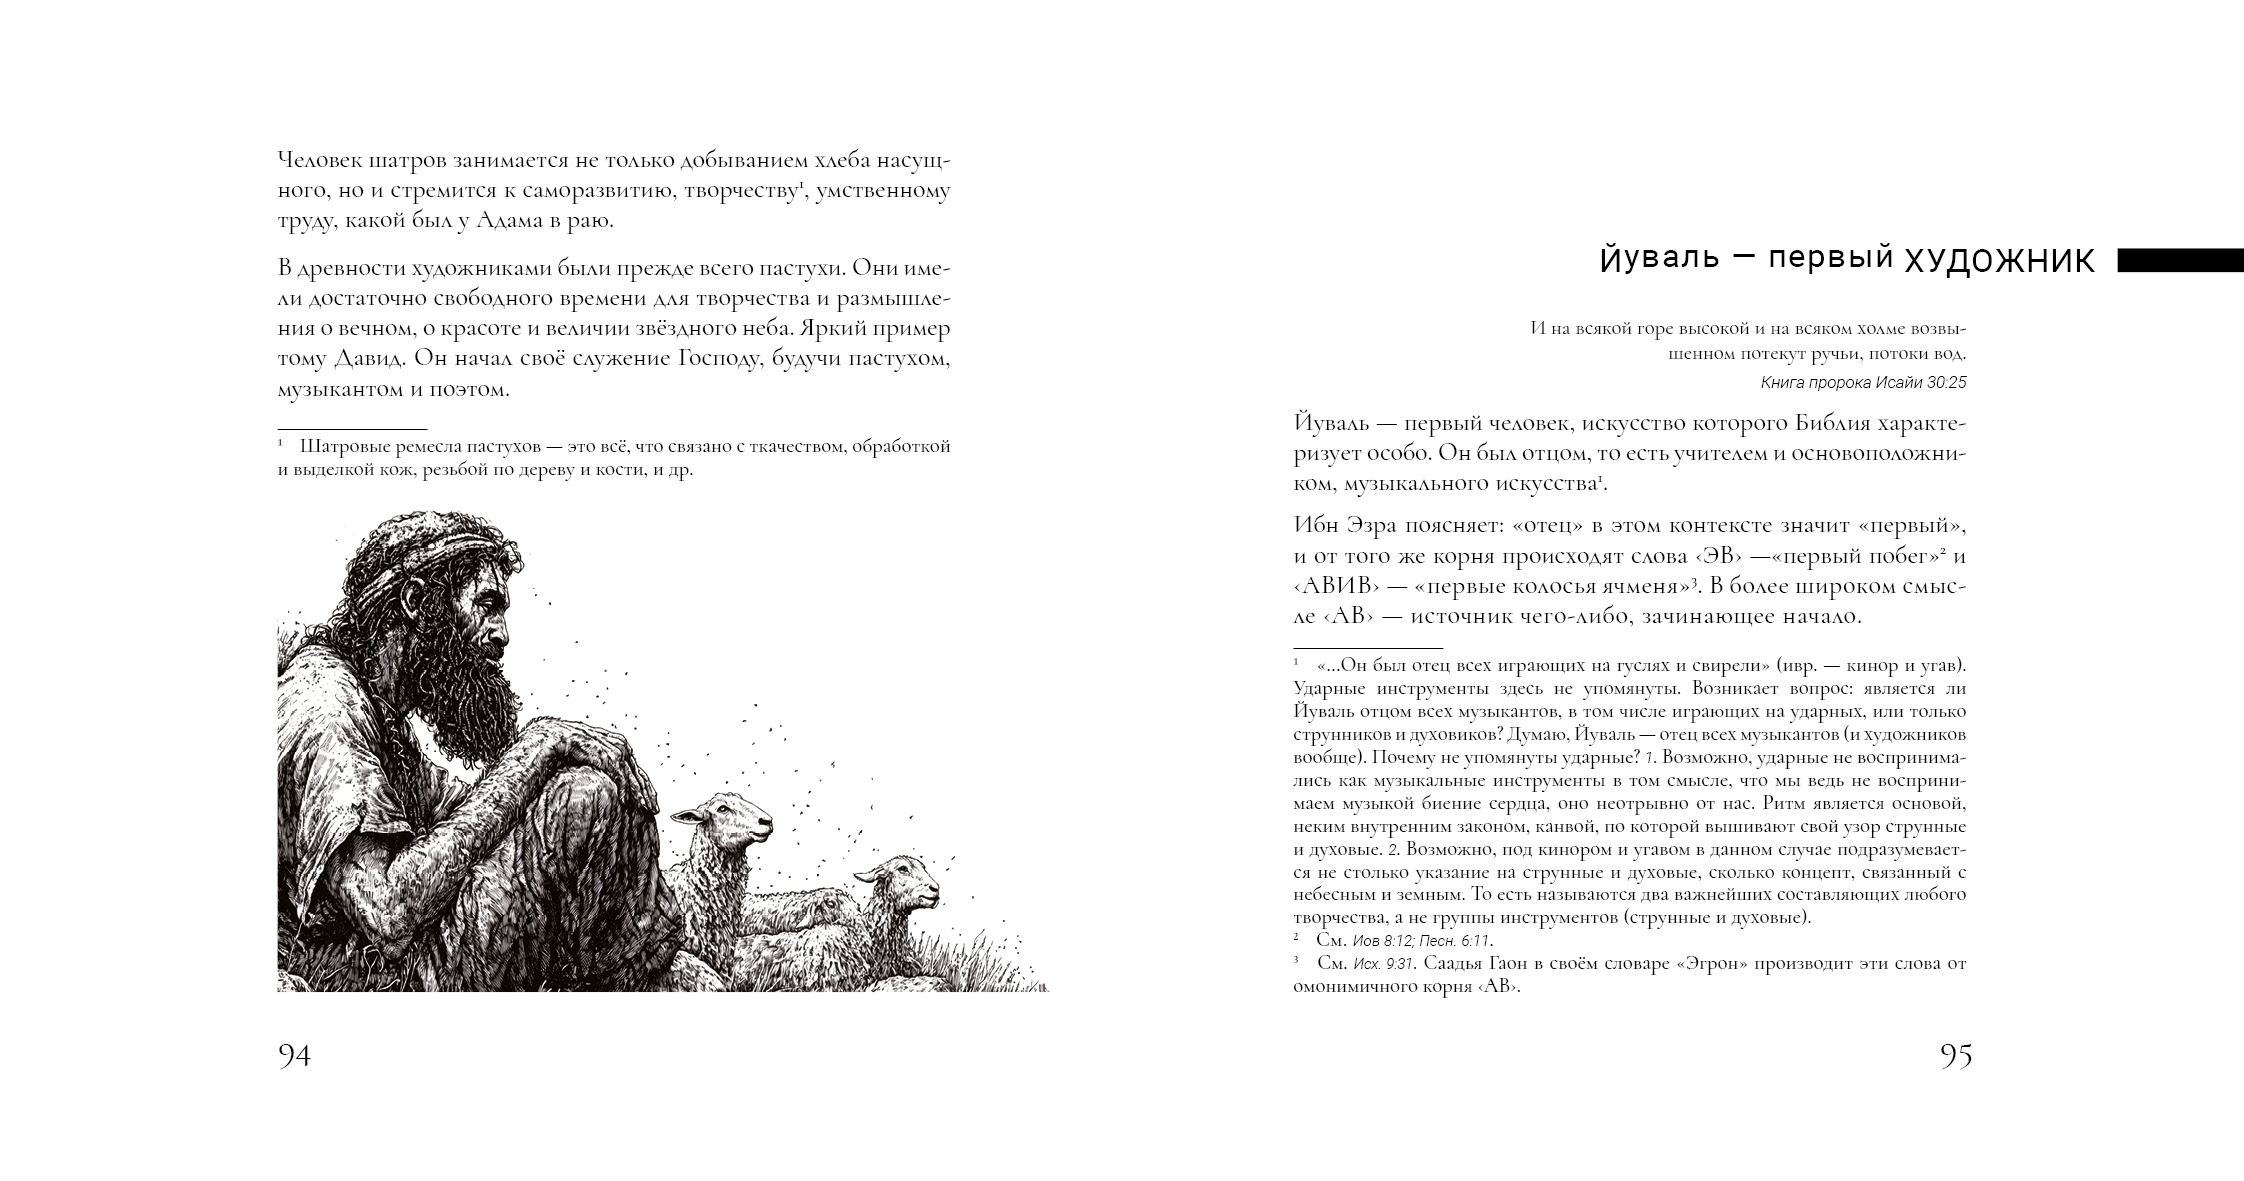 Человек шатров занимается не только добыванием хлеба насущ-
ного, но и стремится к саморазвитию, творчеству¹, умственному
труду, какой был у Адама в раю.
В древности художниками были прежде всего пастухи. Они име-
ли достаточно свободного времени для творчества и размышле-
ния о вечном, о красоте и величии звёздного неба. Яркий пример
тому Давид. Он начал своё служение Господу, будучи пастухом,
музыкантом и поэтом.
¹ Шатровые ремесла пастухов — это всё, что связано с ткачеством, обработкой
и выделкой кож, резьбой по дереву и кости, и др.
94
Йуваль — первый ХУДОЖНИК
И на всякой горе высокой и на всяком холме возвы-
шенном потекут ручьи, потоки вод.
Книга пророка Исайи 30:25
Йуваль — первый человек, искусство которого Библия характе-
ризует особо. Он был отцом, то есть учителем и основоположни-
ком, музыкального искусства¹.
Ибн Эзра поясняет: «отец» в этом контексте значит «первый»,
и от того же корня происходят слова ‹ЭВ› —«первый побег»² и
‹АВИВ› — «первые колосья ячменя»³. В более широком смыс-
ле ‹АВ› — источник чего-либо, зачинающее начало.
¹ «...Он был отец всех играющих на гуслях и свирели» (ивр. — кинор и угав).
Ударные инструменты здесь не упомянуты. Возникает вопрос: является ли
Йуваль отцом всех музыкантов, в том числе играющих на ударных, или только
струнников и духовиков? Думаю, Йуваль — отец всех музыкантов (и художников
вообще). Почему не упомянуты ударные? 1. Возможно, ударные не воспринима-
лись как музыкальные инструменты в том смысле, что мы ведь не восприни-
маем музыкой биение сердца, оно неотрывно от нас. Ритм является основой,
неким внутренним законом, канвой, по которой вышивают свой узор струнные
и духовые. 2. Возможно, под кинором и угавом в данном случае подразумевает-
ся не столько указание на струнные и духовые, сколько концепт, связанный с
небесным и земным. То есть называются два важнейших составляющих любого
творчества, а не группы инструментов (струнные и духовые).
² См. Иов 8:12; Песн. 6:11.
³ См. Исх. 9:31. Саадья Гаон в своём словаре «Эгрон» производит эти слова от
омонимичного корня ‹АВ›.
95